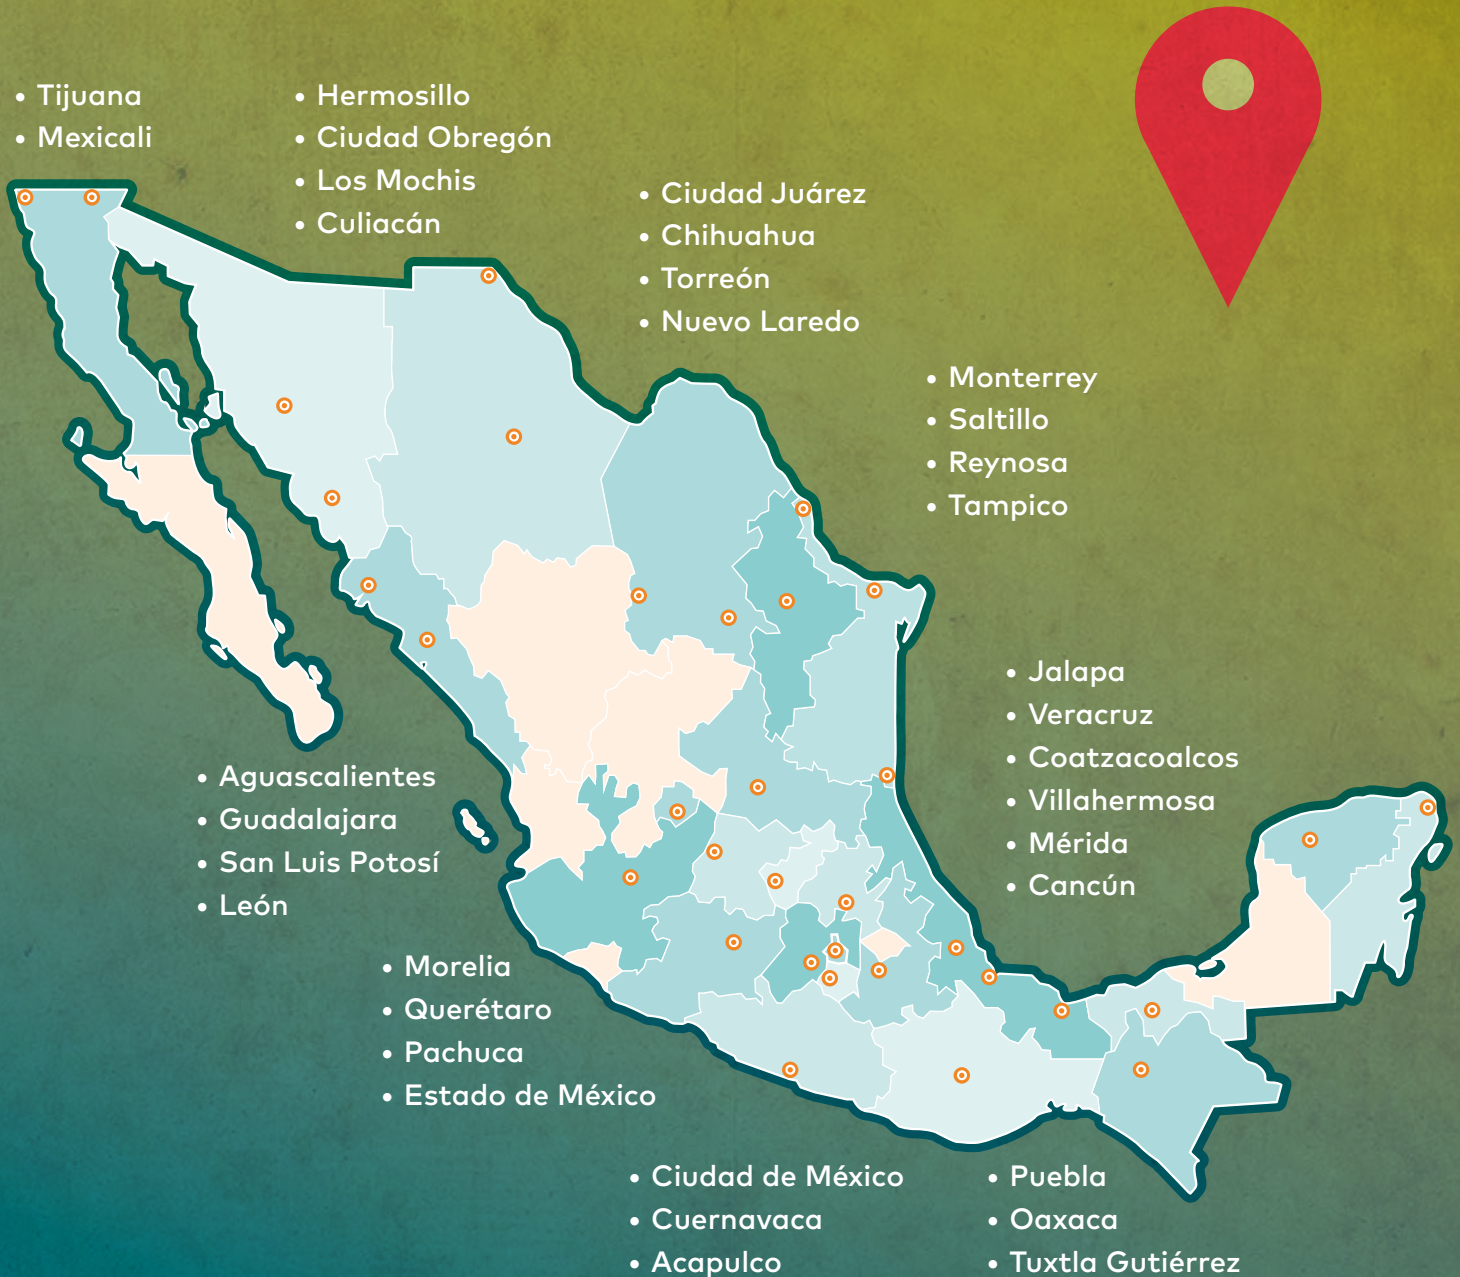 • Tijuana
• Mexicali
• Hermosillo
• Ciudad Obregón
• Los Mochis
• Culiacán
• Ciudad Juárez
• Chihuahua
• Torreón
• Nuevo Laredo
• Monterrey
• Saltillo
• Reynosa
• Tampico
• Jalapa
• Veracruz
• Coatzacoalcos
• Villahermosa
• Mérida
• Cancún
• Aguascalientes
• Guadalajara
• San Luis Potosí
• León
• Morelia
• Querétaro
• Pachuca
• Estado de México
• Ciudad de México
• Cuernavaca
• Acapulco
• Puebla
• Oaxaca
• Tuxtla Gutiérrez